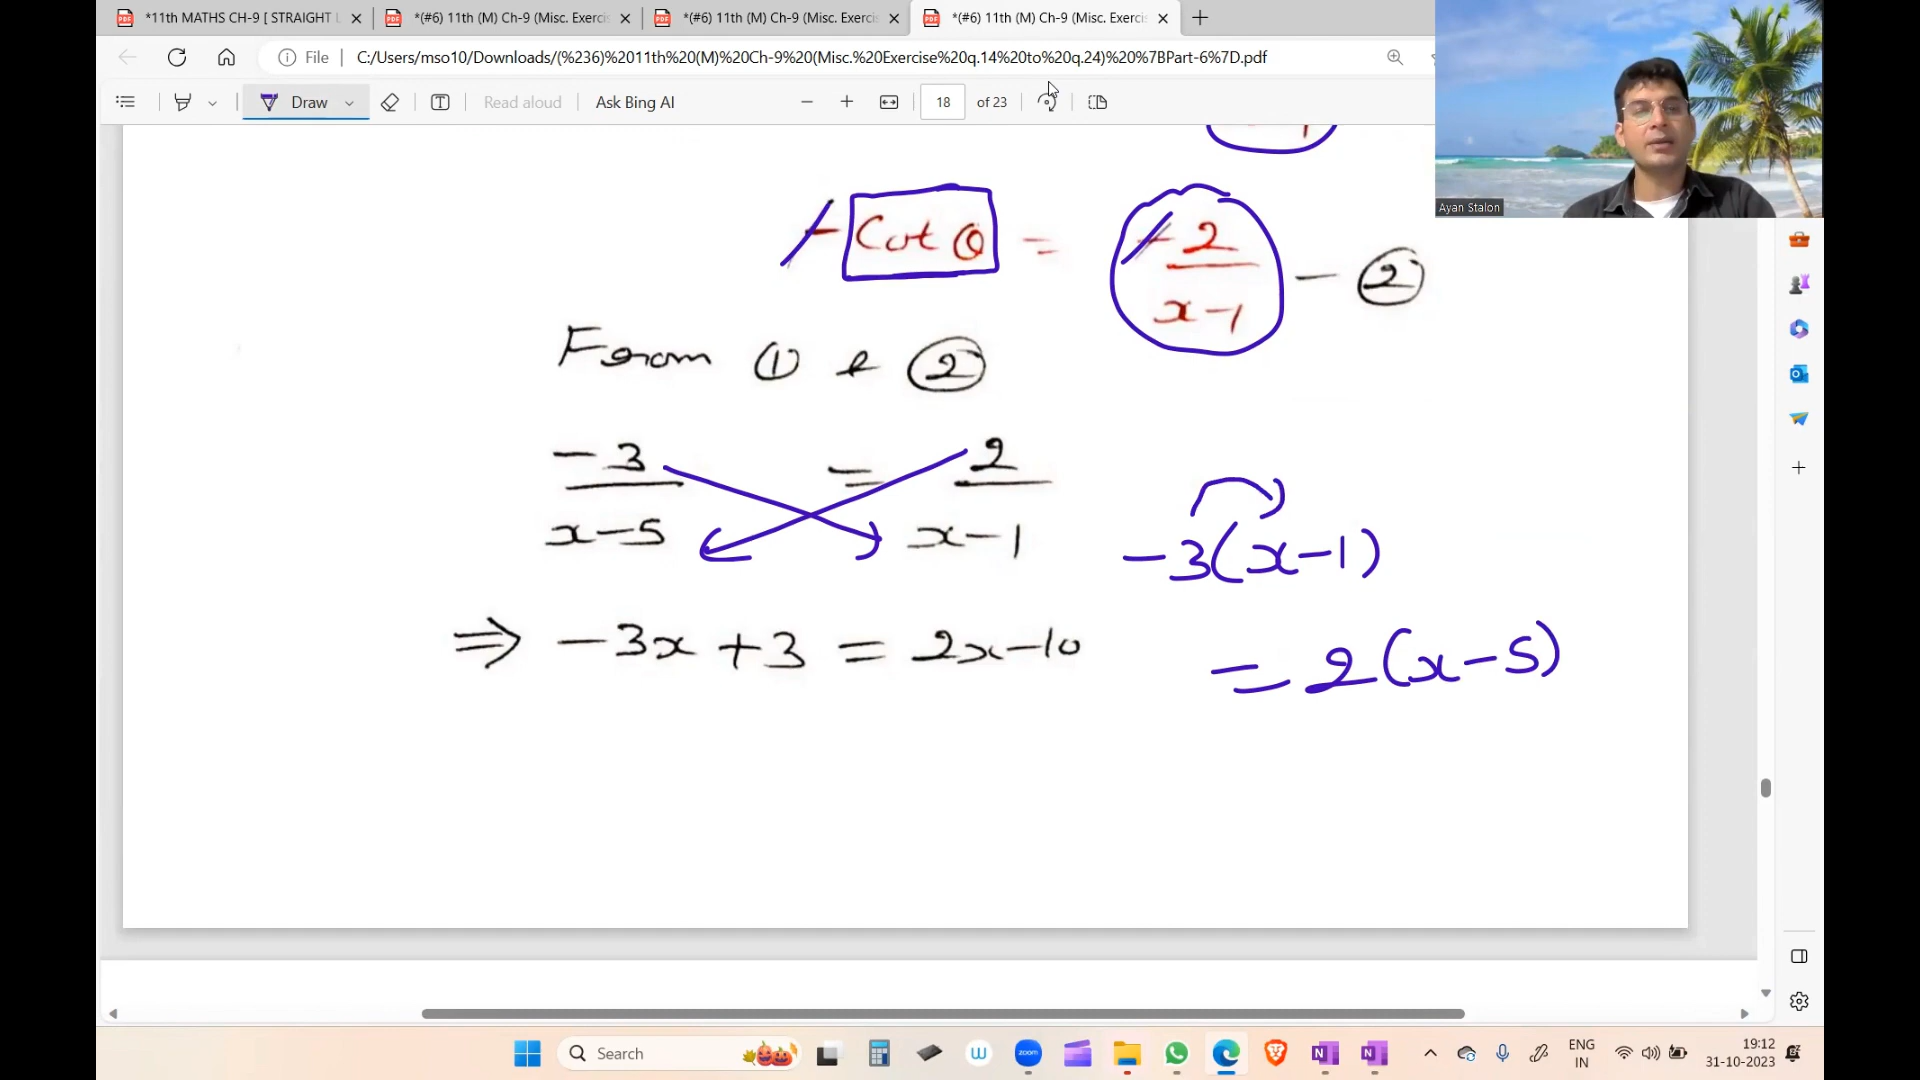 *11th MATHS CH-9 [ STRAIGHT L
*(#6) 11th (M) Ch-9 (Misc. Exercis
*(#6) 11th (M) Ch-9 (Misc. Exercis
*(#6) 11th (M) Ch-9 (Misc. Exercis
File
C:/Users/mso10/Downloads/(%236)%2011th%20(M)%20Ch-9%20(Misc.%20Exercise%20q.14%20to%20q.24)%20%7BPart-6%7D.pdf
Draw
Read aloud
Ask Bing AI
18
of 23
Ayan Stalon
- Cot θ = -2/(x-1) — ②
From ① & ②
-3/(x-5) = 2/(x-1)
-3(x-1)
⇒ -3x + 3 = 2x-10
= 2(x-5)
Search
zoom
ENG
IN
19:12
31-10-2023